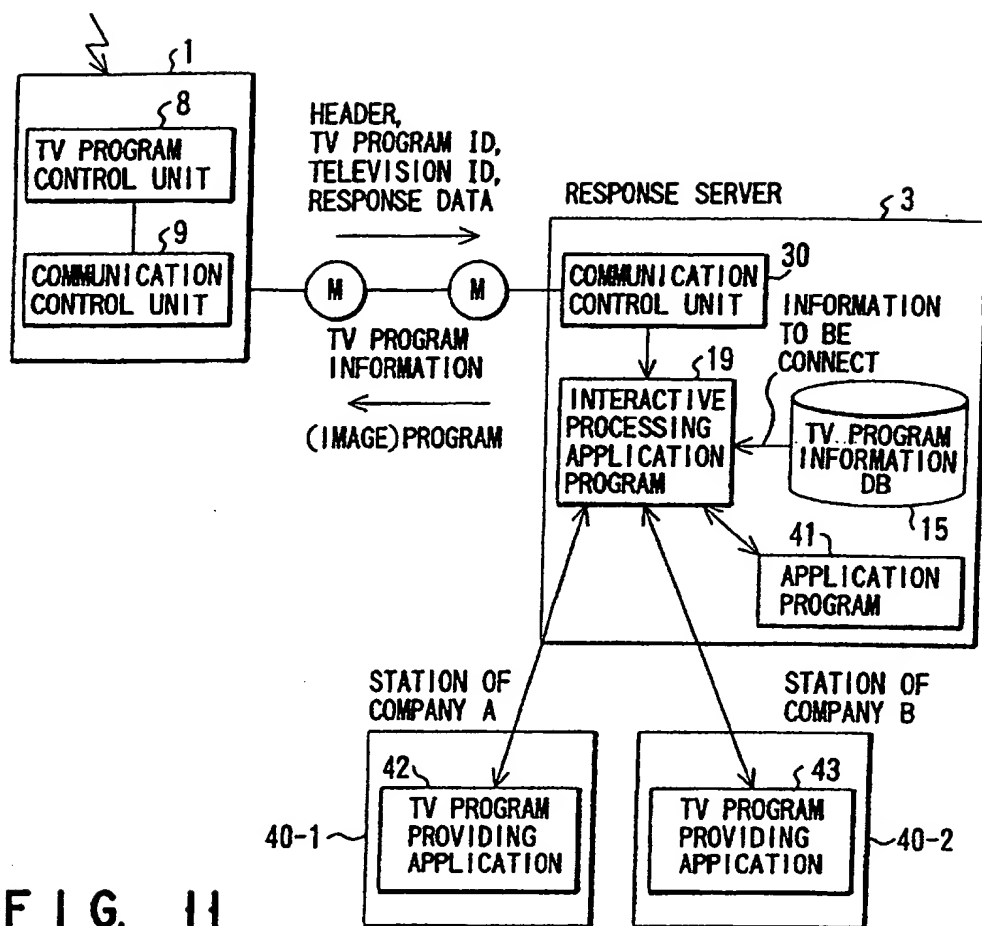 1
8
TV PROGRAM
CONTROL UNIT
9
COMMUNICATION
CONTROL UNIT
HEADER,
TV PROGRAM ID,
TELEVISION ID,
RESPONSE DATA
M
M
TV PROGRAM
INFORMATION
(IMAGE)PROGRAM
RESPONSE SERVER
3
COMMUNICATION
CONTROL UNIT
30
INFORMATION
TO BE
CONNECT
19
INTERACTIVE
PROCESSING
APPLICATION
PROGRAM
TV PROGRAM
INFORMATION
DB
15
41
APPLICATION
PROGRAM
STATION OF
COMPANY A
42
TV PROGRAM
PROVIDING
APPLICATION
40-1
STATION OF
COMPANY B
43
TV PROGRAM
PROVIDING
APPICATION
40-2
FIG. 11